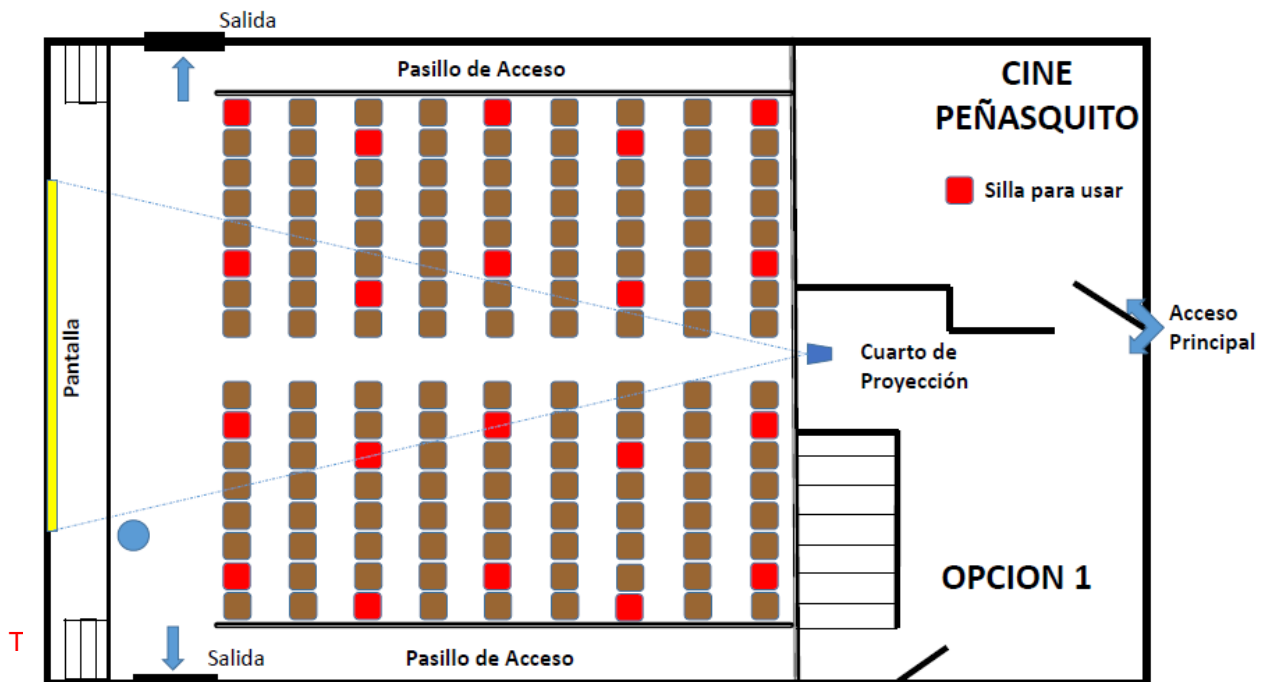 Salida
Pasillo de Acceso
CINE
PEÑASQUITO
Silla para usar
Pantalla
Acceso
Principal
Cuarto de
Proyección
OPCION 1
T
Salida
Pasillo de Acceso